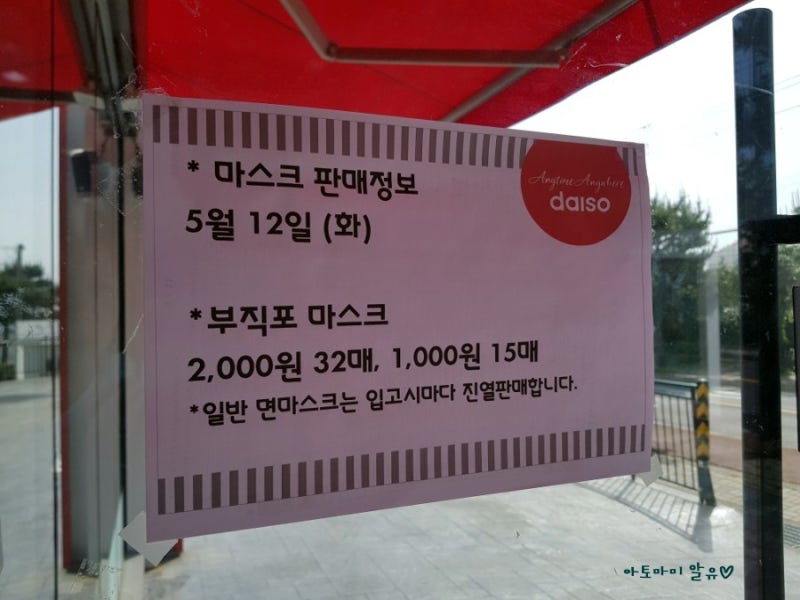 * 마스크 판매정보
Anytime Anywhere
daiso
5월 12일 (화)
*부직포 마스크
2,000원 32매, 1,000원 15매
*일반 면마스크는 입고시마다 진열판매합니다.
아토마미 알유♡